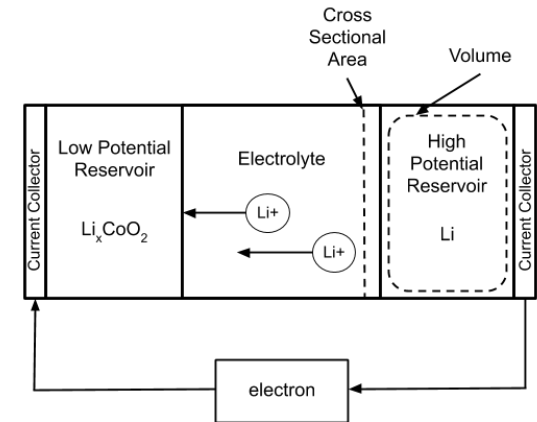 Cross
Sectional
Area
Volume
Current Collector
Low Potential
Reservoir
LiₓCoO₂
Electrolyte
Li+
Li+
High
Potential
Reservoir
Li
Current Collector
electron